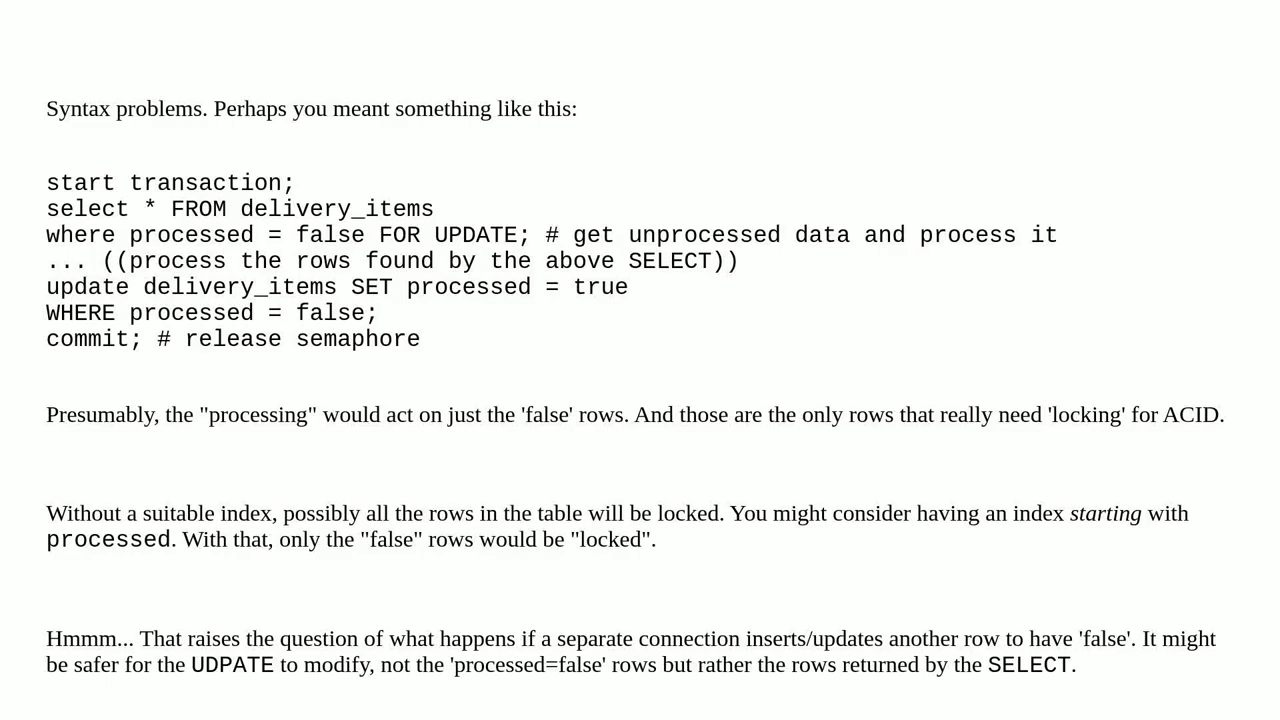 Syntax problems. Perhaps you meant something like this:
start transaction;
select * FROM delivery_items
where processed = false FOR UPDATE; # get unprocessed data and process it
... ((process the rows found by the above SELECT))
update delivery_items SET processed = true
WHERE processed = false;
commit; # release semaphore
Presumably, the "processing" would act on just the 'false' rows. And those are the only rows that really need 'locking' for ACID.
Without a suitable index, possibly all the rows in the table will be locked. You might consider having an index starting with
processed. With that, only the "false" rows would be "locked".
Hmmm... That raises the question of what happens if a separate connection inserts/updates another row to have 'false'. It might
be safer for the UDPATE to modify, not the 'processed=false' rows but rather the rows returned by the SELECT.